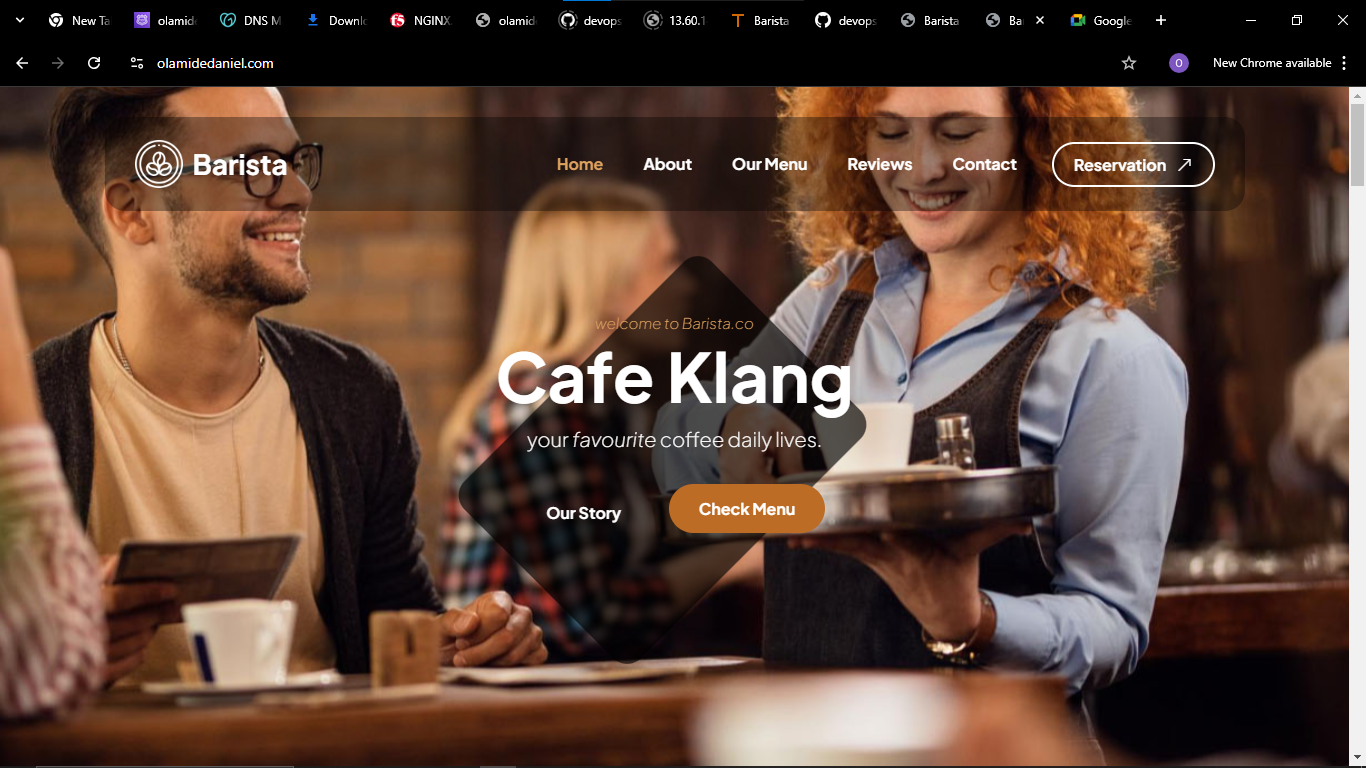 New Ta
olamid
DNS M
Downl
NGINX
olamid
devops
13.60.1
Barista
devops
Barista
Ba
Google
olamidedaniel.com
O
New Chrome available
Barista
Home
About
Our Menu
Reviews
Contact
Reservation
welcome to Barista.co
Cafe Klang
your favourite coffee daily lives.
Our Story
Check Menu